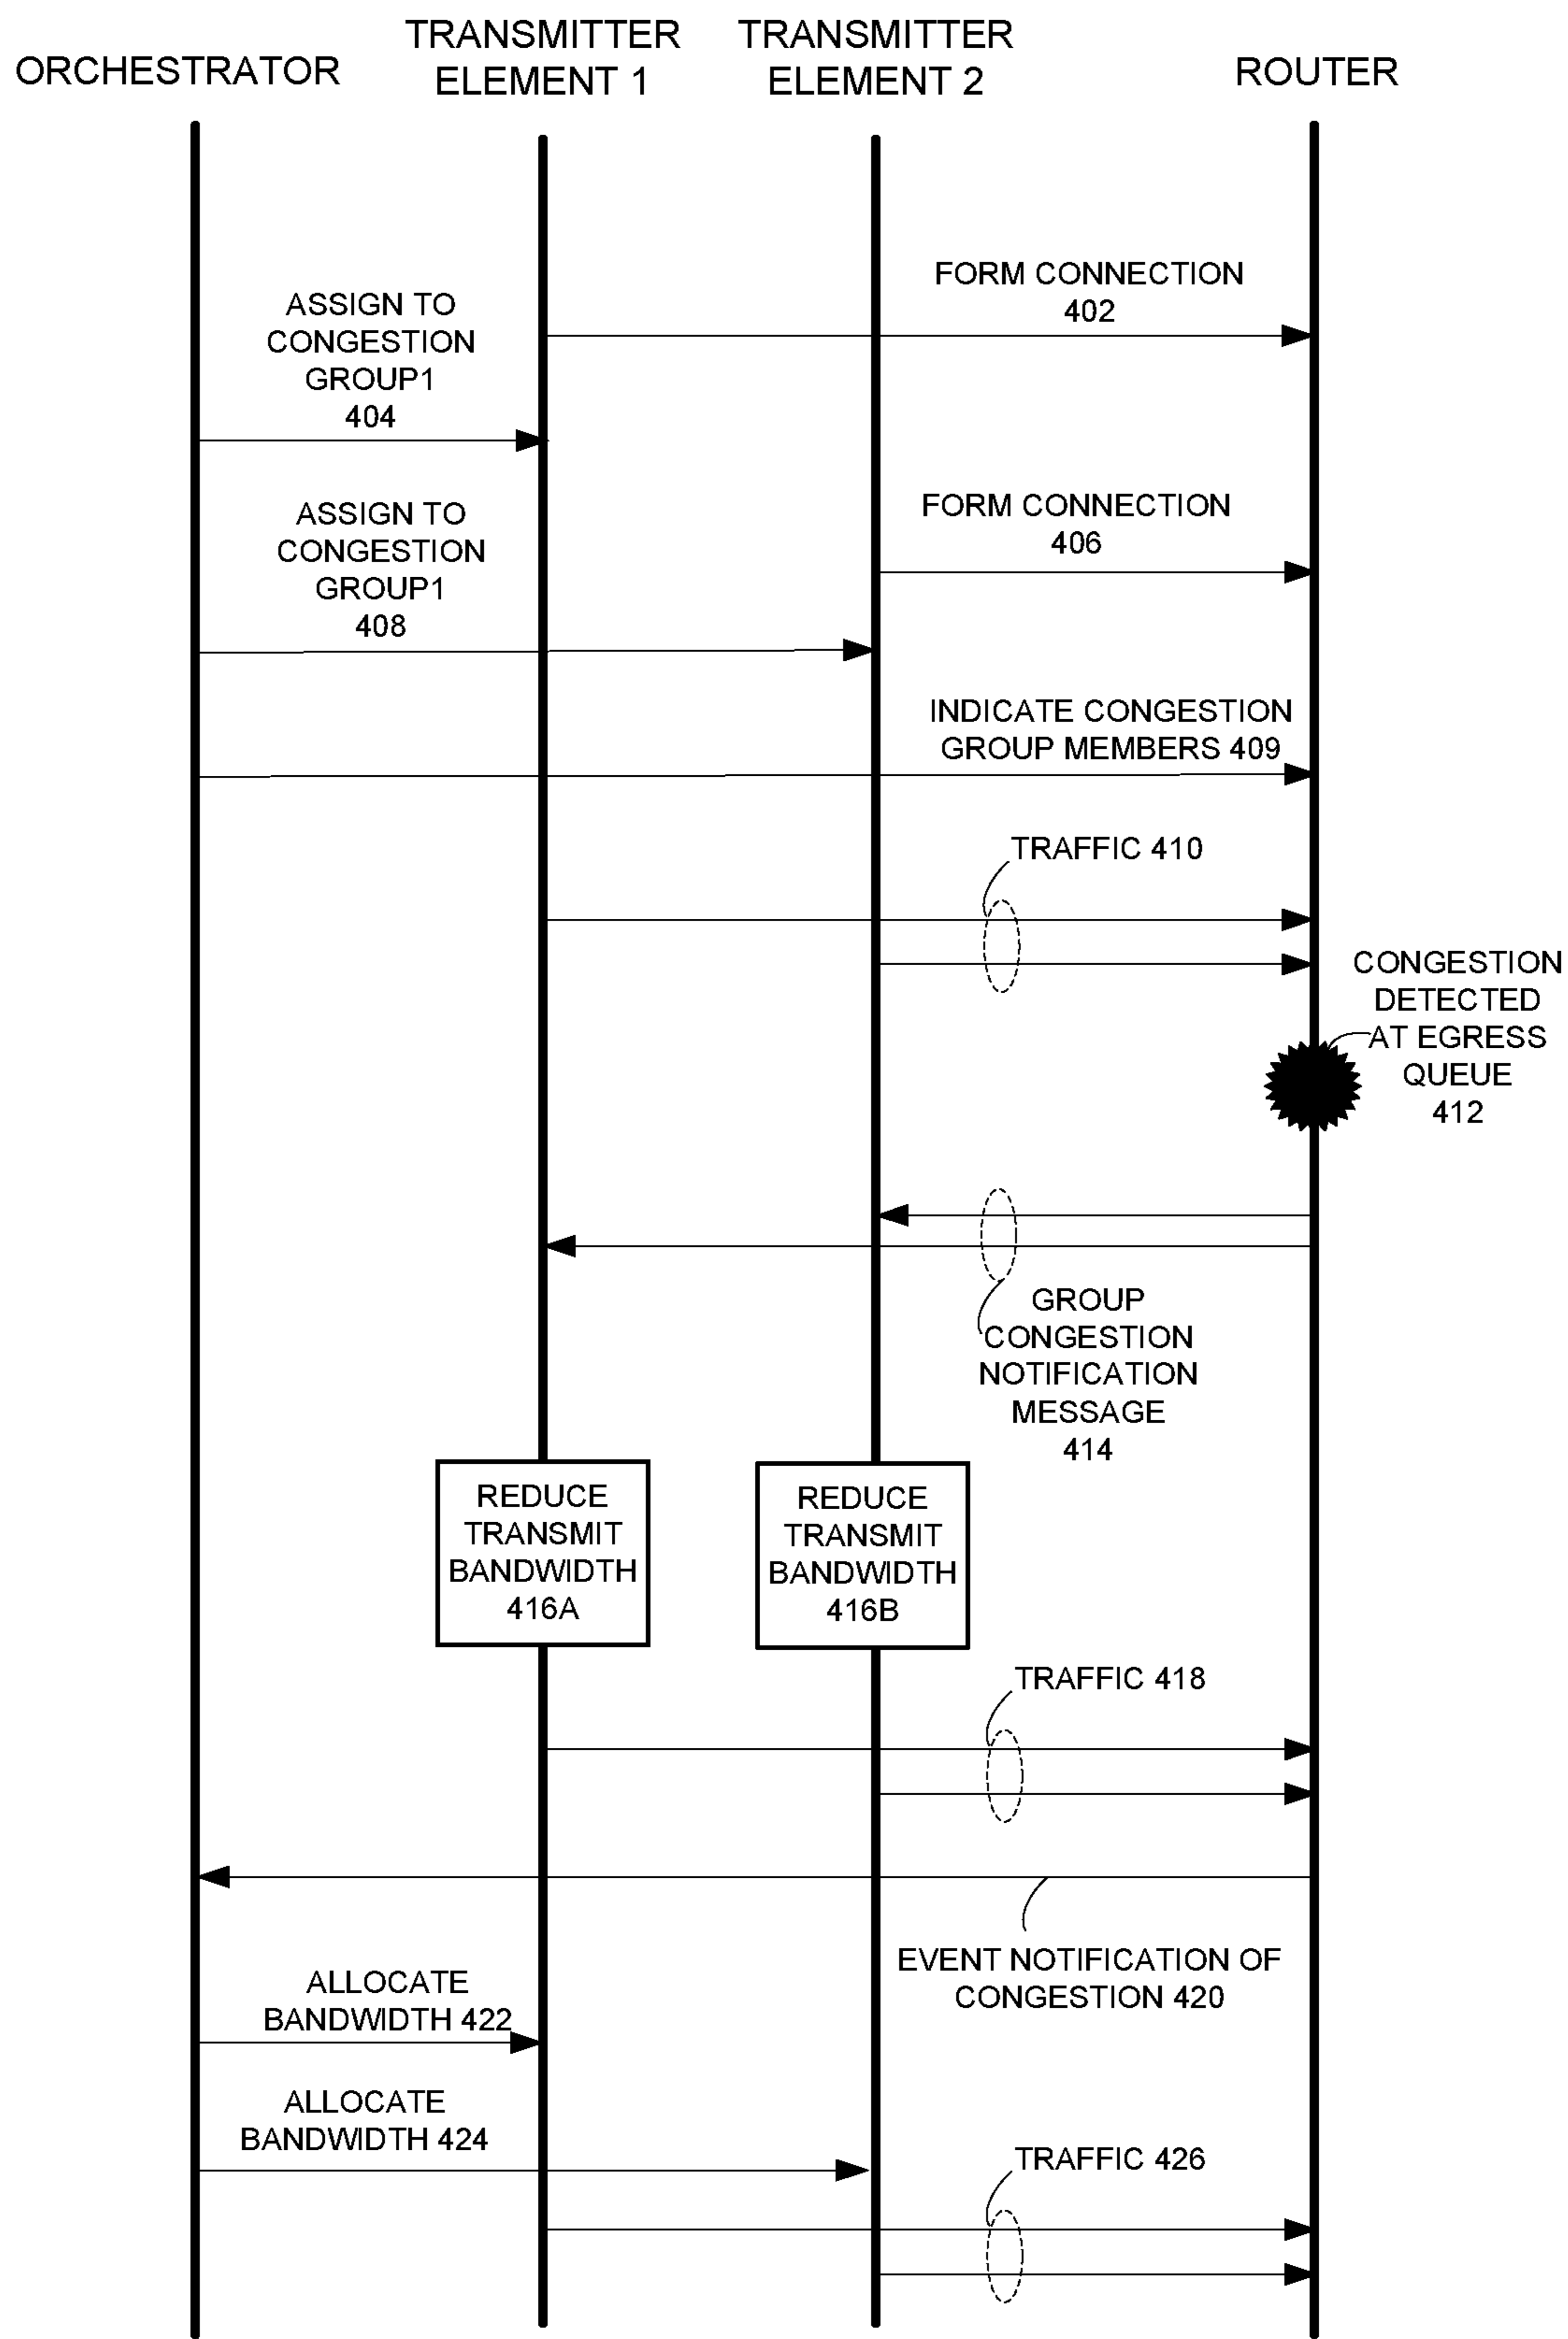 ORCHESTRATOR
TRANSMITTER
ELEMENT 1
TRANSMITTER
ELEMENT 2
ROUTER
FORM CONNECTION
402
ASSIGN TO
CONGESTION
GROUP1
404
FORM CONNECTION
406
ASSIGN TO
CONGESTION
GROUP1
408
INDICATE CONGESTION
GROUP MEMBERS 409
TRAFFIC 410
CONGESTION
DETECTED
AT EGRESS
QUEUE
412
GROUP
CONGESTION
NOTIFICATION
MESSAGE
414
REDUCE
TRANSMIT
BANDWIDTH
416A
REDUCE
TRANSMIT
BANDWIDTH
416B
TRAFFIC 418
EVENT NOTIFICATION OF
CONGESTION 420
ALLOCATE
BANDWIDTH 422
ALLOCATE
BANDWIDTH 424
TRAFFIC 426